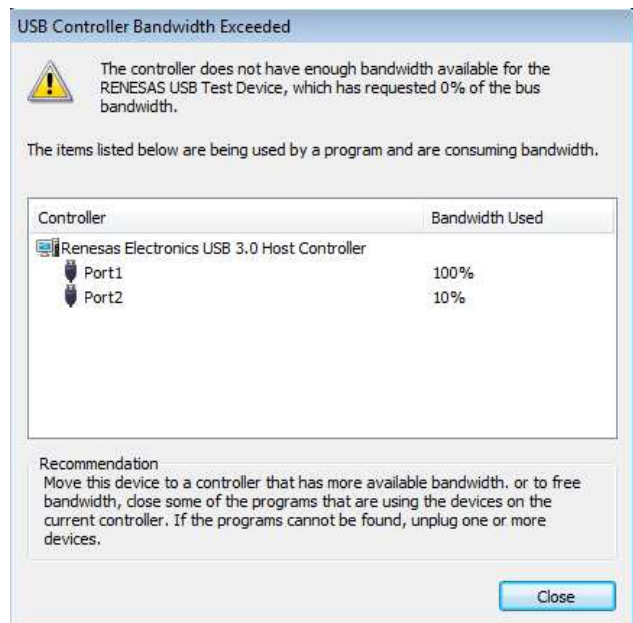 USB Controller Bandwidth Exceeded
The controller does not have enough bandwidth available for the
RENESAS USB Test Device, which has requested 0% of the bus
bandwidth.
The items listed below are being used by a program and are consuming bandwidth.
Controller Bandwidth Used
Renesas Electronics USB 3.0 Host Controller
Port1 100%
Port2 10%
Recommendation
Move this device to a controller that has more available bandwidth. or to free
bandwidth, close some of the programs that are using the devices on the
current controller. If the programs cannot be found, unplug one or more
devices.
Close